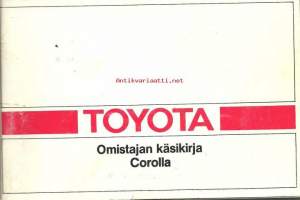 antikvariaatti.net
TOYOTA
Omistajan käsikirja
Corolla